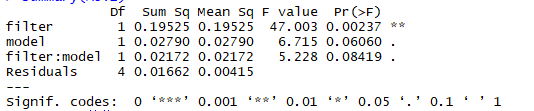 Df Sum Sq Mean Sq F value Pr(>F)
filter 1 0.19525 0.19525 47.003 0.00237 **
model 1 0.02790 0.02790 6.715 0.06060 .
filter:model 1 0.02172 0.02172 5.228 0.08419 .
Residuals 4 0.01662 0.00415
---
Signif. codes: 0 ‘***’ 0.001 ‘**’ 0.01 ‘*’ 0.05 ‘.’ 0.1 ‘ ’ 1